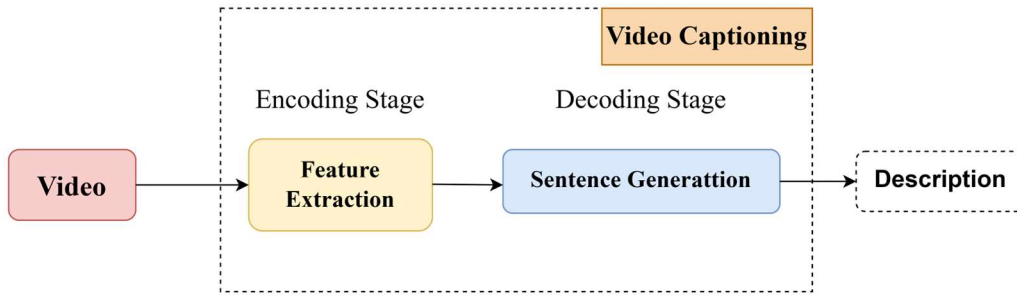 Video Captioning
Encoding Stage
Decoding Stage
Video
Feature
Extraction
Sentence Generattion
Description